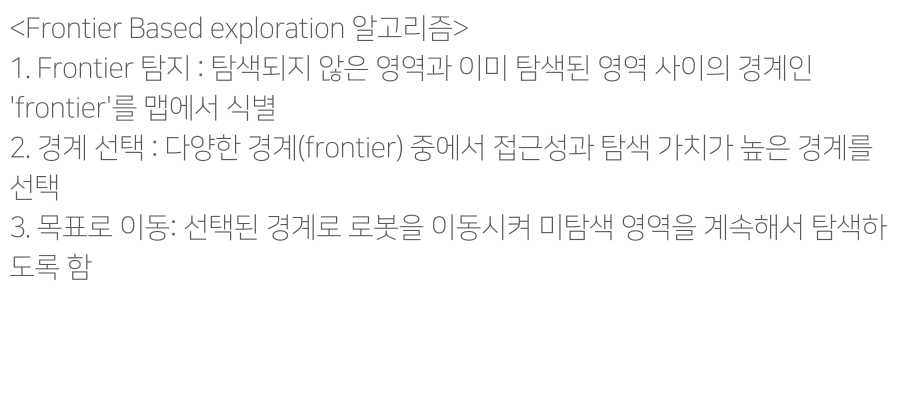 <Frontier Based exploration 알고리즘>
1. Frontier 탐지 : 탐색되지 않은 영역과 이미 탐색된 영역 사이의 경계인
'frontier'를 맵에서 식별
2. 경계 선택 : 다양한 경계(frontier) 중에서 접근성과 탐색 가치가 높은 경계를
선택
3. 목표로 이동: 선택된 경계로 로봇을 이동시켜 미탐색 영역을 계속해서 탐색하
도록 함